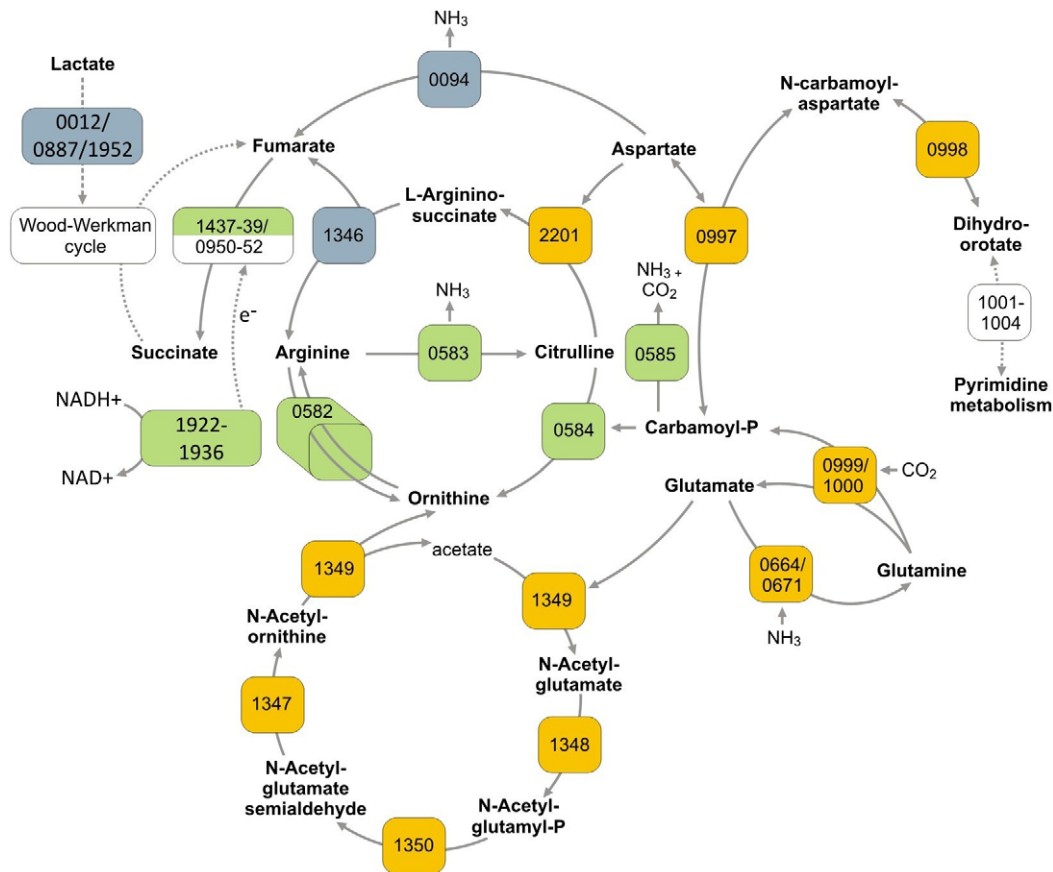 NH₃
Lactate
0094
N-carbamoyl-
aspartate
0012/
0887/1952
Fumarate
Aspartate
0998
L-Arginino-
succinate
Wood-Werkman
cycle
1437-39/
0950-52
1346
2201
0997
Dihydro-
orotate
NH₃ +
CO₂
NH₃
e-
1001-
1004
Succinate
Arginine
0583
Citrulline
0585
Pyrimidine
metabolism
NADH+
0582
1922-
1936
0584
Carbamoyl-P
NAD+
0999/
1000
CO₂
Ornithine
Glutamate
acetate
1349
1349
0664/
0671
Glutamine
N-Acetyl-
ornithine
NH₃
N-Acetyl-
glutamate
1347
1348
N-Acetyl-
glutamate
semialdehyde
N-Acetyl-
glutamyl-P
1350